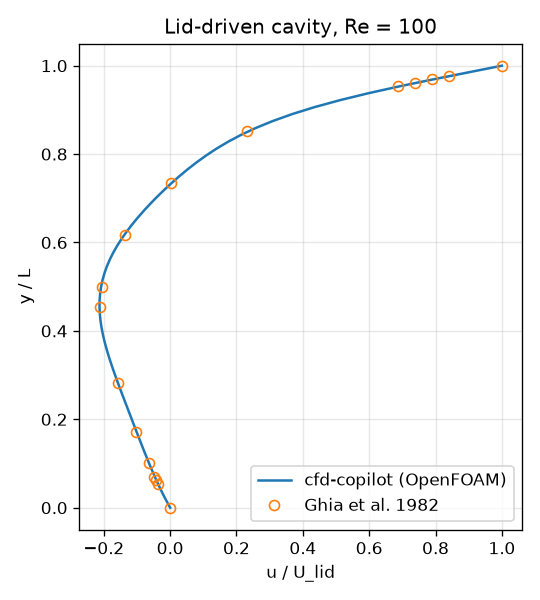 Lid-driven cavity, Re = 100
1.0
0.8
0.6
0.4
0.2
0.0
y / L
−0.2 0.0 0.2 0.4 0.6 0.8 1.0
u / U_lid
cfd-copilot (OpenFOAM)
Ghia et al. 1982